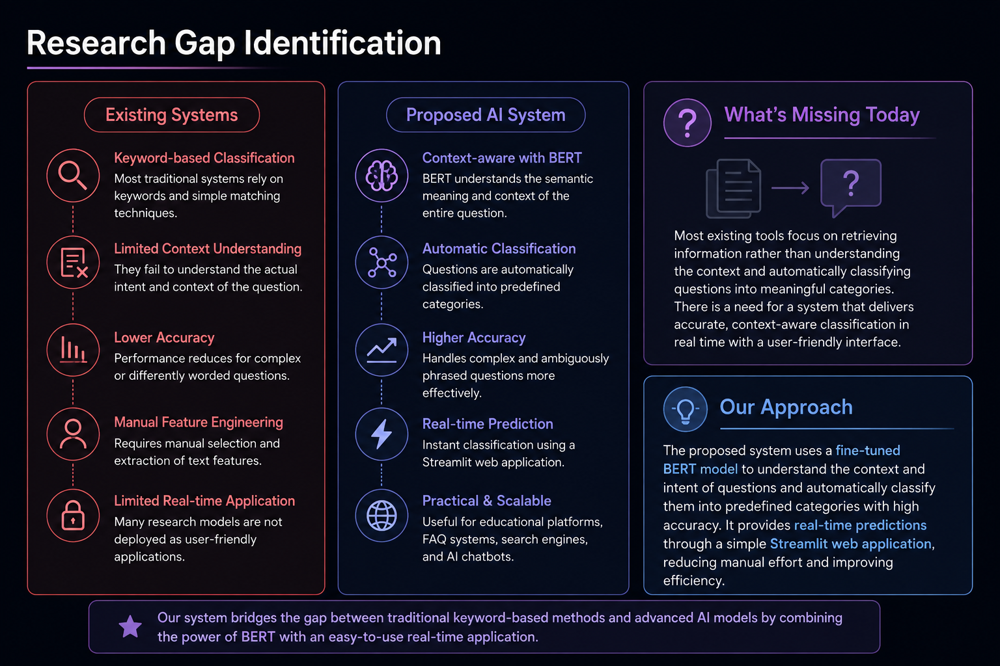 Research Gap Identification
Existing Systems
Keyword-based Classification
Most traditional systems rely on
keywords and simple matching
techniques.
Limited Context Understanding
They fail to understand the actual
intent and context of the question.
Lower Accuracy
Performance reduces for complex
or differently worded questions.
Manual Feature Engineering
Requires manual selection and
extraction of text features.
Limited Real-time Application
Many research models are not
deployed as user-friendly
applications.
Proposed AI System
Context-aware with BERT
BERT understands the semantic
meaning and context of the
entire question.
Automatic Classification
Questions are automatically
classified into predefined
categories.
Higher Accuracy
Handles complex and ambiguously
phrased questions more
effectively.
Real-time Prediction
Instant classification using a
Streamlit web application.
Practical & Scalable
Useful for educational platforms,
FAQ systems, search engines,
and AI chatbots.
?
What's Missing Today
?
Most existing tools focus on retrieving
information rather than understanding
the context and automatically classifying
questions into meaningful categories.
There is a need for a system that delivers
accurate, context-aware classification in
real time with a user-friendly interface.
Our Approach
The proposed system uses a fine-tuned
BERT model to understand the context and
intent of questions and automatically classify
them into predefined categories with high
accuracy. It provides real-time predictions
through a simple Streamlit web application,
reducing manual effort and improving
efficiency.
Our system bridges the gap between traditional keyword-based methods and advanced AI models by combining
the power of BERT with an easy-to-use real-time application.